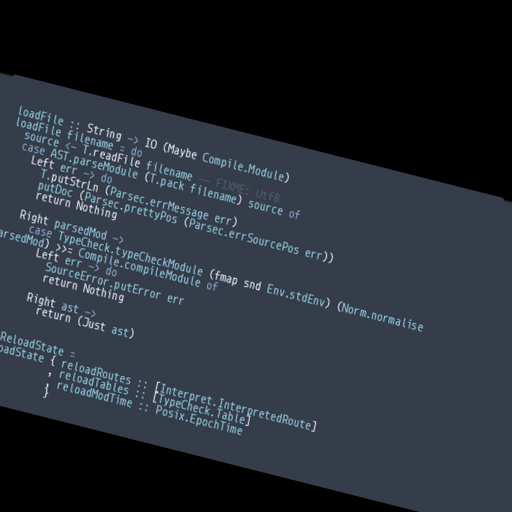 loadFile :: String -> IO (Maybe Compile.Module)
loadFile filename = do
source <- T.readFile filename -- FIXME: Utf8
case AST.parseModule (T.pack filename) source of
Left err -> do
T.putStrLn (Parsec.errMessage err)
putDoc (Parsec.prettyPos (Parsec.errSourcePos err))
return Nothing
Right parsedMod ->
case TypeCheck.typeCheckModule (fmap snd Env.stdEnv) (Norm.normalise
arsedMod) >>= Compile.compileModule of
Left err -> do
SourceError.putError err
return Nothing
Right ast ->
return (Just ast)
ReloadState =
oadState { reloadRoutes :: [Interpret.InterpretedRoute]
, reloadTables :: [TypeCheck.Table]
, reloadModTime :: Posix.EpochTime
}